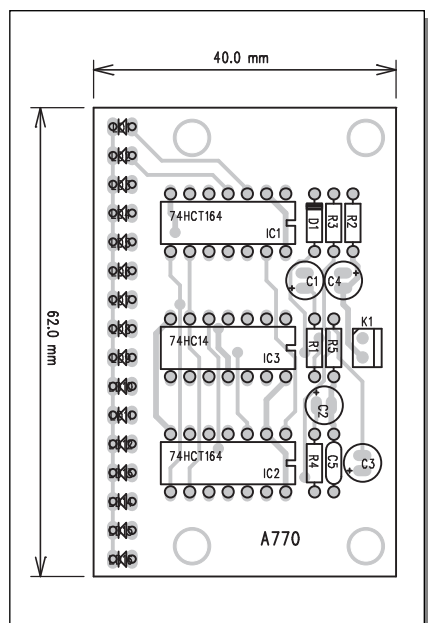 40.0 mm
62.0 mm
74HCT164
IC1
D1
R3
R2
C1
C4
K1
74HC14
IC3
R1
R5
C2
74HCT164
IC2
R4
C5
C3
A770